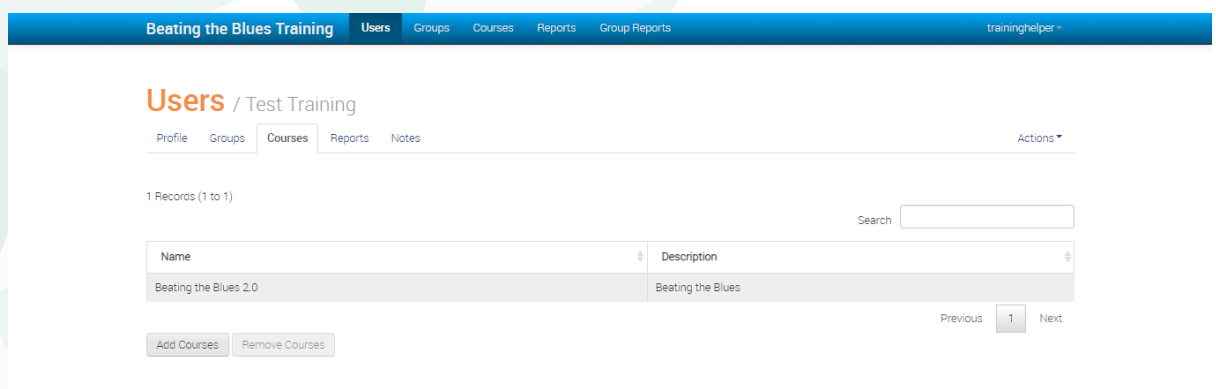 Beating the Blues Training Users Groups Courses Reports Group Reports traininghelper
Users / Test Training
Profile Groups Courses Reports Notes Actions
1 Records (1 to 1)
Search
Name Description
Beating the Blues 2.0 Beating the Blues
Previous 1 Next
Add Courses Remove Courses